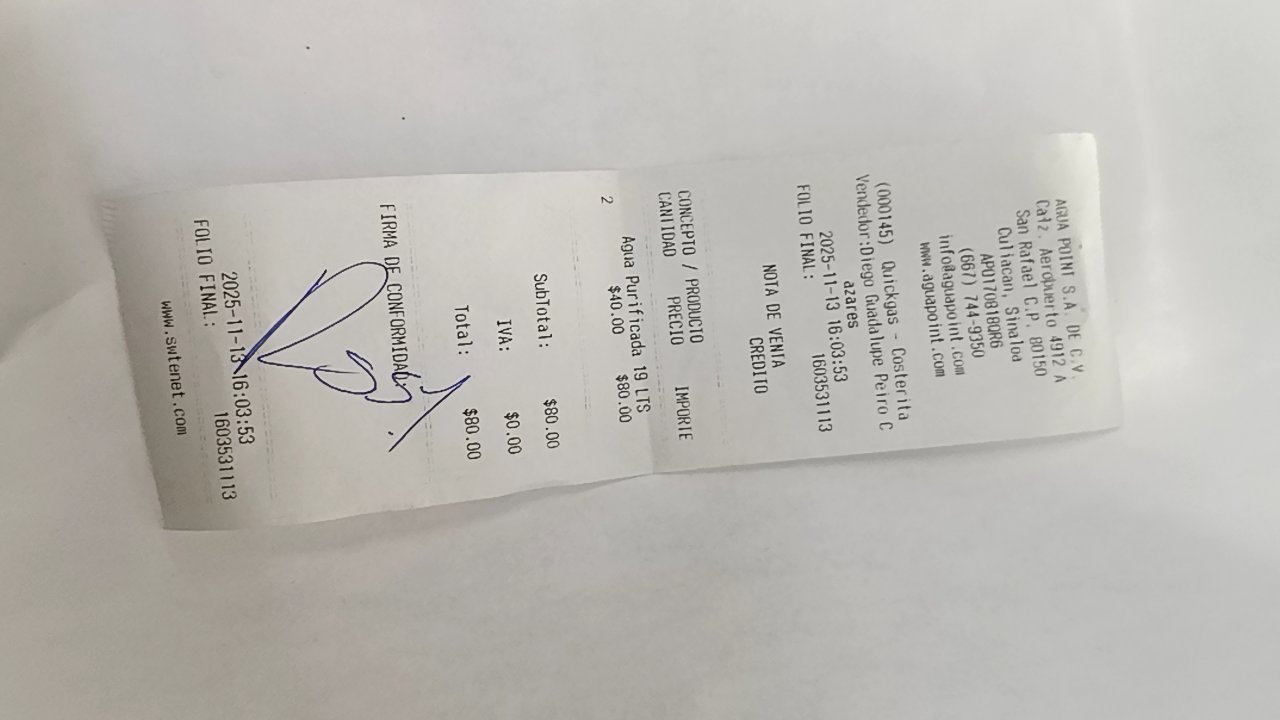 AGUA POINT S.A. DE C.V.
Calz. Aeropuerto 4912 A
San Rafael C.P. 80150
Culiacan, Sinaloa
APO170818QR6
(667) 744-9350
info@aguapoint.com
www.aguapoint.com
(000145) Quickgas - Costerita
Vendedor:Diego Guadalupe Peiro C
azares
2025-11-13 16:03:53
FOLIO FINAL: 1603531113
NOTA DE VENTA
CREDITO
CONCEPTO / PRODUCTO
CANTIDAD PRECIO IMPORTE
Agua Purificada 19 LTS
2 $40.00 $80.00
SubTotal: $80.00
IVA: $0.00
Total: $80.00
FIRMA DE CONFORMIDAD
2025-11-13 16:03:53
FOLIO FINAL: 1603531113
www.swtenet.com